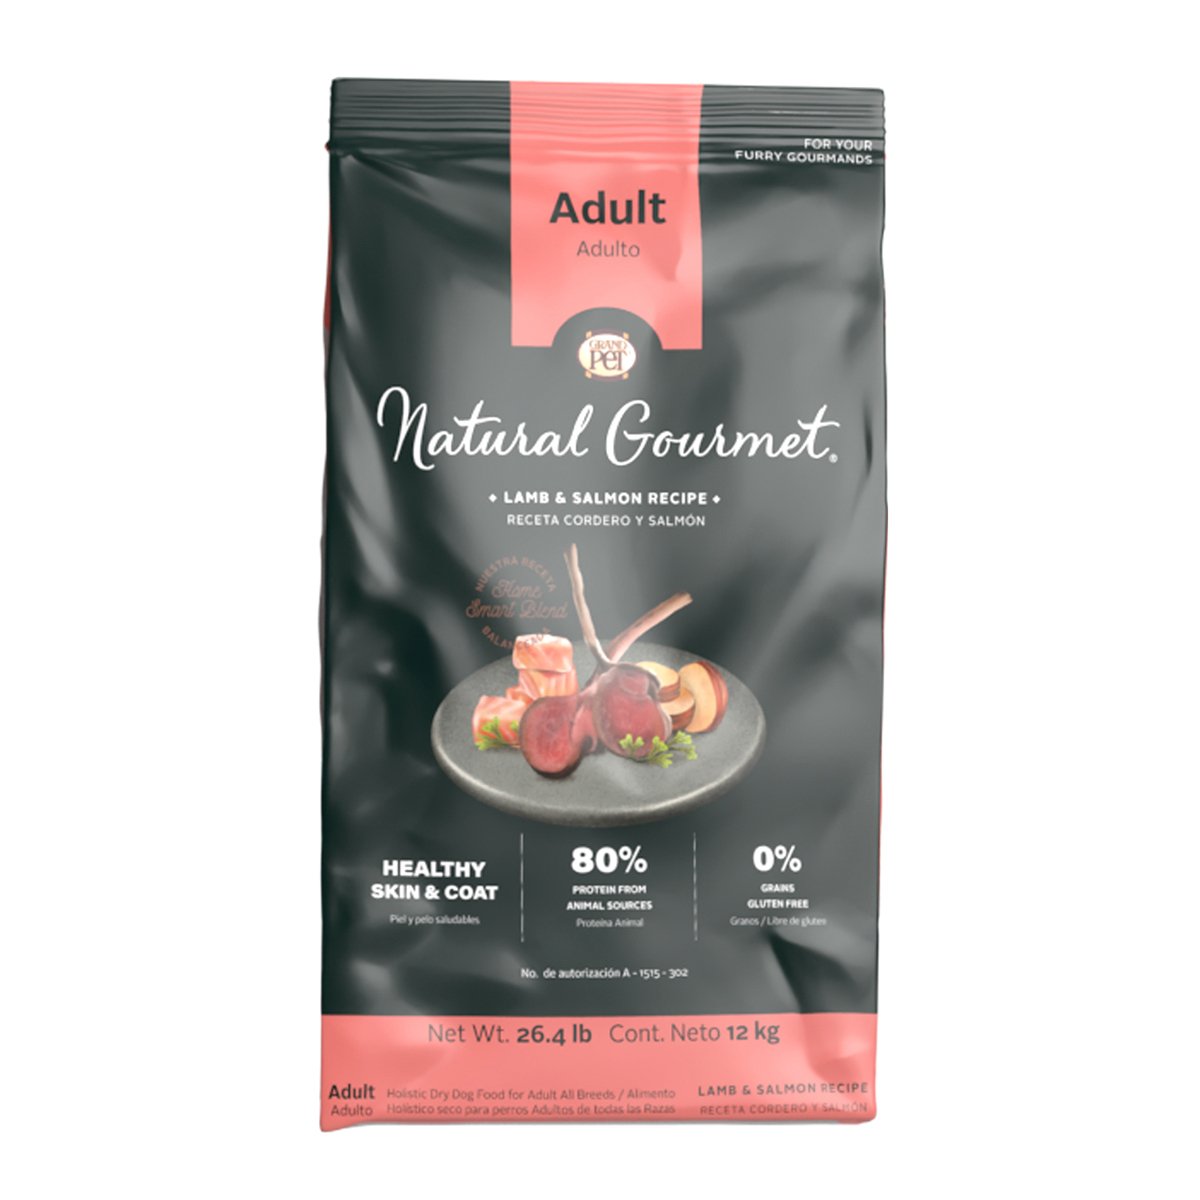 FOR YOUR
FURRY GOURMANDS
Adult
Adulto
GRAND
PET
Natural Gourmet®
LAMB & SALMON RECIPE
RECETA CORDERO Y SALMÓN
NUESTRA RECETA
Home
Smart Blend
HEALTHY
SKIN & COAT
Piel y pelo saludables
80%
PROTEIN FROM
ANIMAL SOURCES
Proteína Animal
0%
GRAINS
GLUTEN FREE
Granos / Libre de gluten
No. de autorización A - 1515 - 302
Net Wt. 26.4 lb Cont. Neto 12 kg
Adult
Adulto
Holistic Dry Dog Food for Adult All Breeds / Alimento
Holístico seco para perros Adultos de todas las Razas
LAMB & SALMON RECIPE
RECETA CORDERO Y SALMÓN